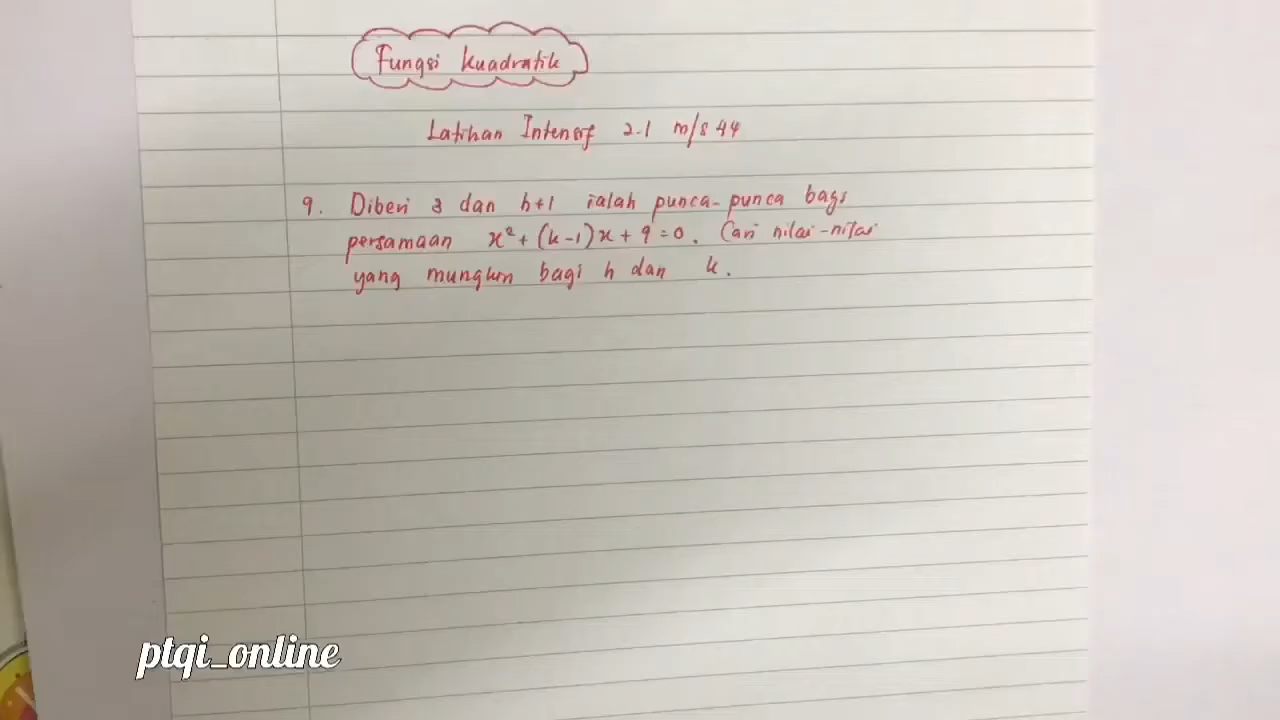 Fungsi Kuadratik
Latihan Intensif 2.1 m/s 44
9. Diberi 3 dan h+1 ialah punca-punca bagi
persamaan x² + (k-1)x + 9 = 0. Cari nilai-nilai
yang mungkin bagi h dan k.
ptqi_online